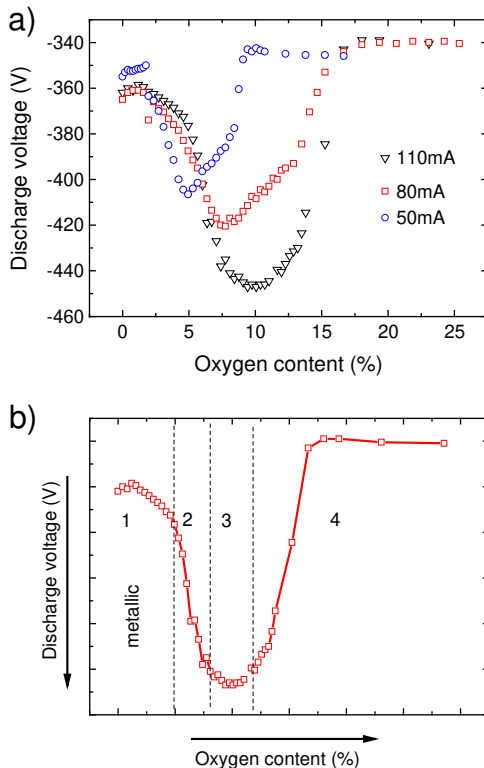 a)
-340
-360
-380
-400
-420
-440
-460
Discharge voltage (V)
110mA
80mA
50mA
0 5 10 15 20 25
Oxygen content (%)
b)
Discharge voltage (V)
1 2 3 4
metallic
Oxygen content (%)